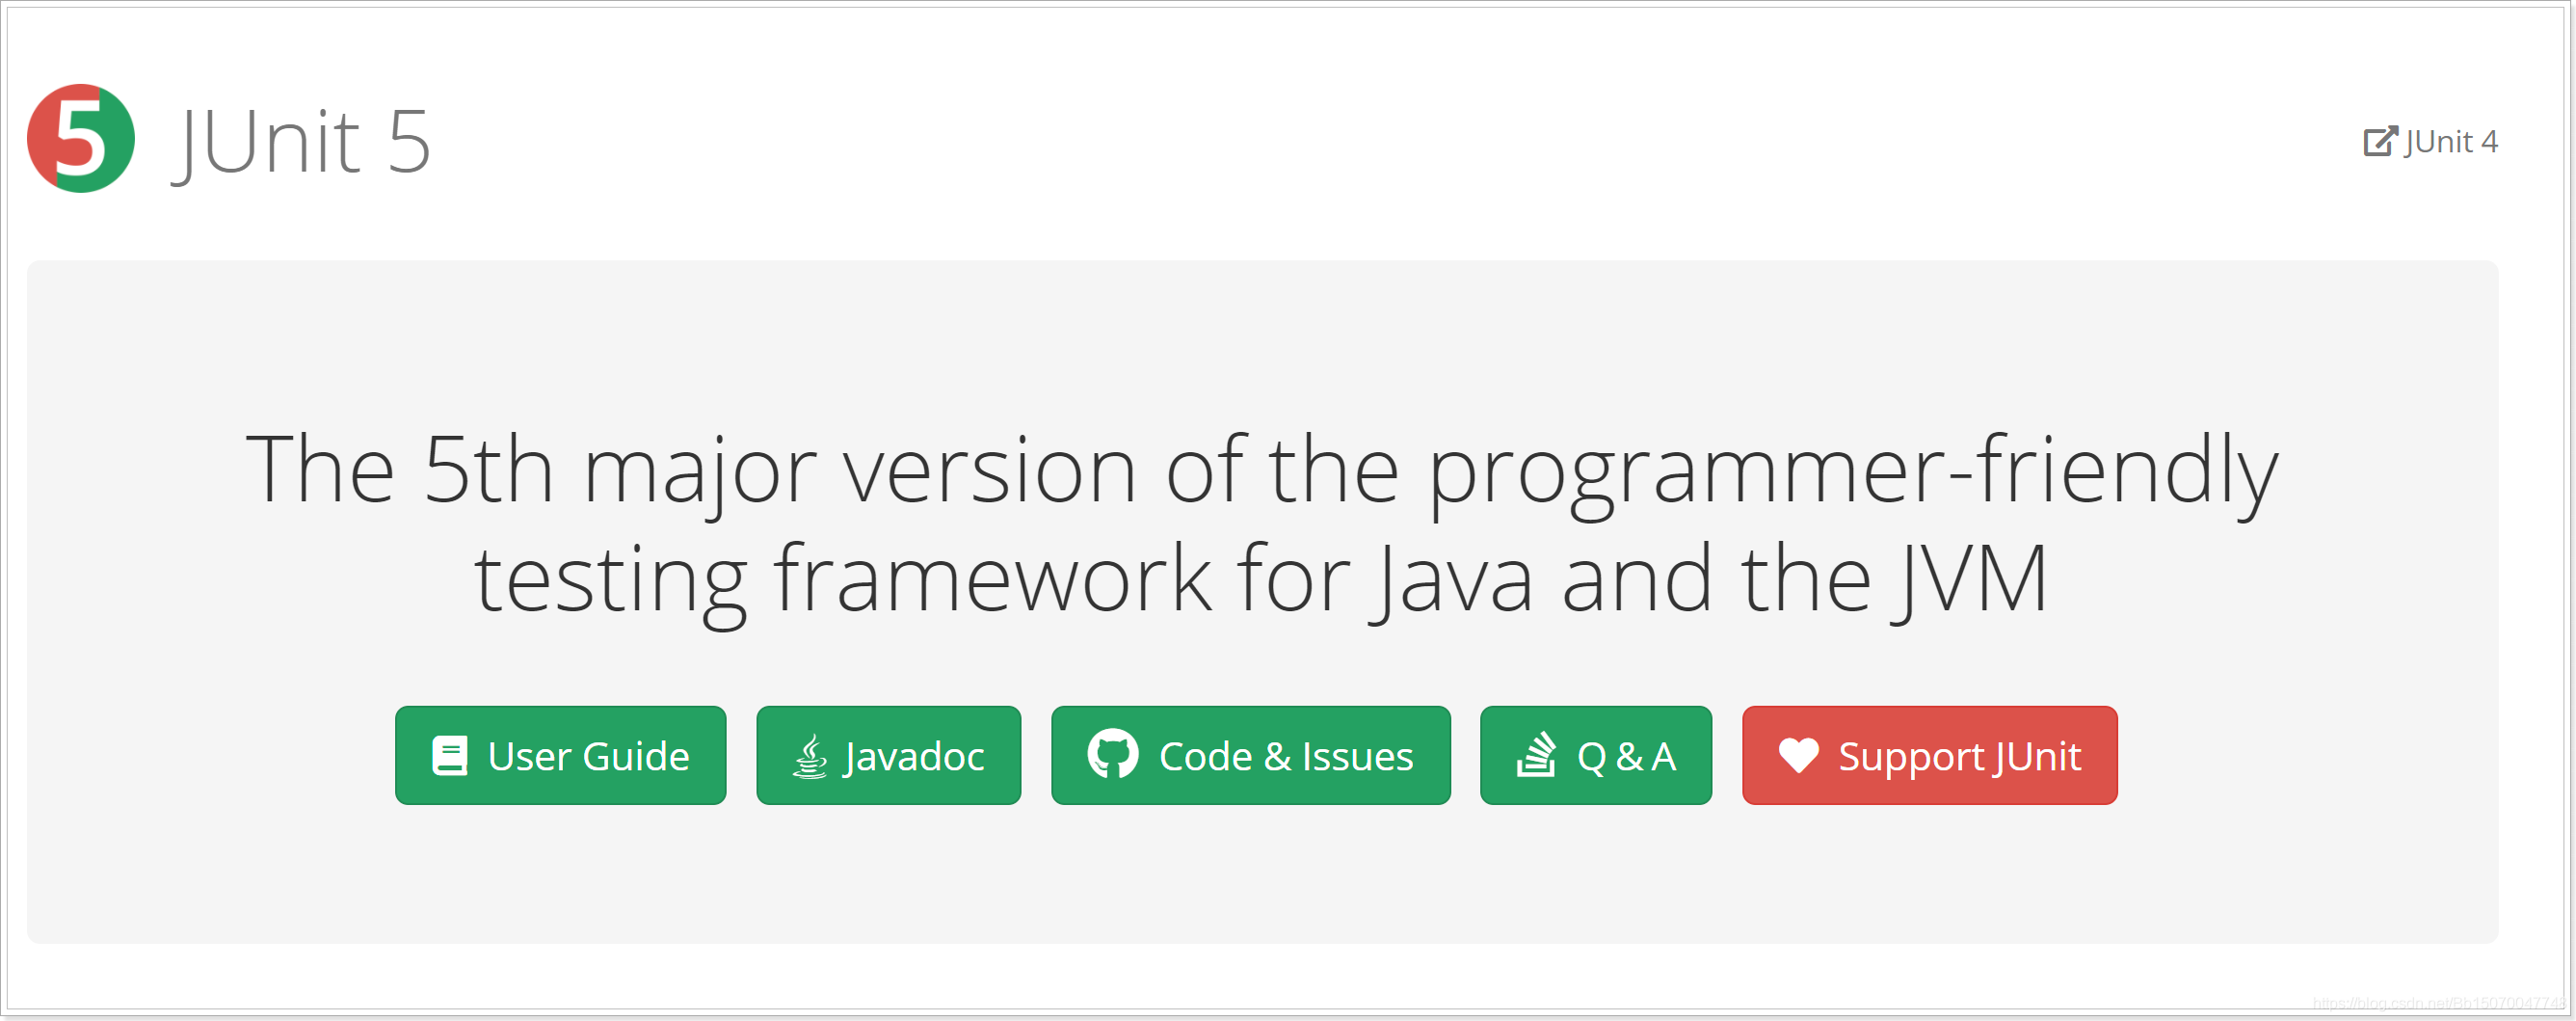 5 JUnit 5
JUnit 4
The 5th major version of the programmer-friendly
testing framework for Java and the JVM
User Guide Javadoc Code & Issues Q & A Support JUnit
https://blog.csdn.net/Bb15070047748